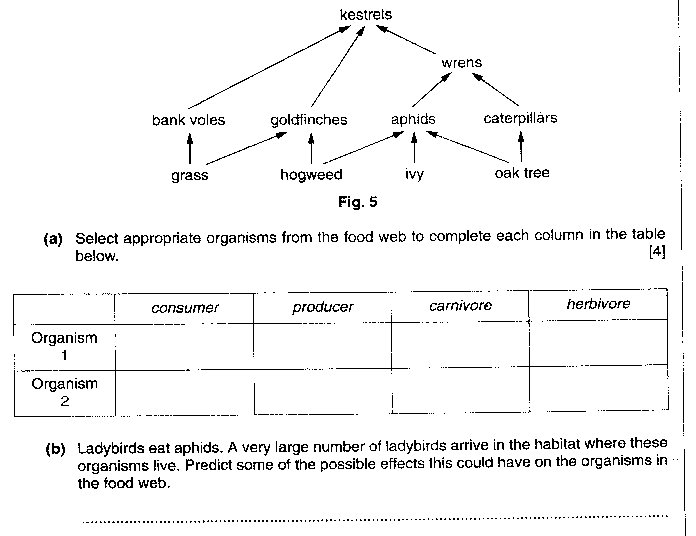 kestrels
wrens
bank voles goldfinches aphids caterpillars
grass hogweed ivy oak tree
Fig. 5
(a) Select appropriate organisms from the food web to complete each column in the table
below. [4]
consumer producer carnivore herbivore
Organism
1
Organism
2
(b) Ladybirds eat aphids. A very large number of ladybirds arrive in the habitat where these
organisms live. Predict some of the possible effects this could have on the organisms in
the food web.